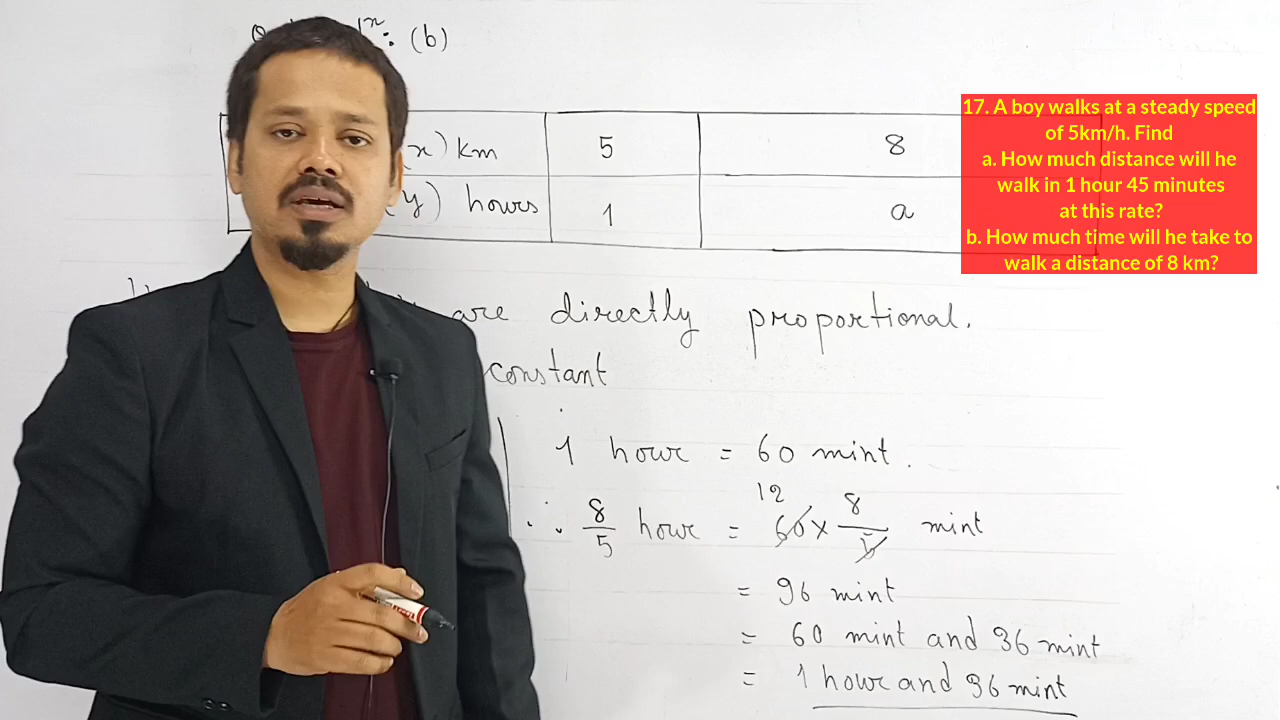 (b)
(x) km 5 8
(y) hours 1 a
are directly proportional.
constant
1 hour = 60 mint.
∴ 8/5 hour = 60 × 8/5 mint
12
= 96 mint
= 60 mint and 36 mint
= 1 hour and 36 mint
17. A boy walks at a steady speed
of 5km/h. Find
a. How much distance will he
walk in 1 hour 45 minutes
at this rate?
b. How much time will he take to
walk a distance of 8 km?